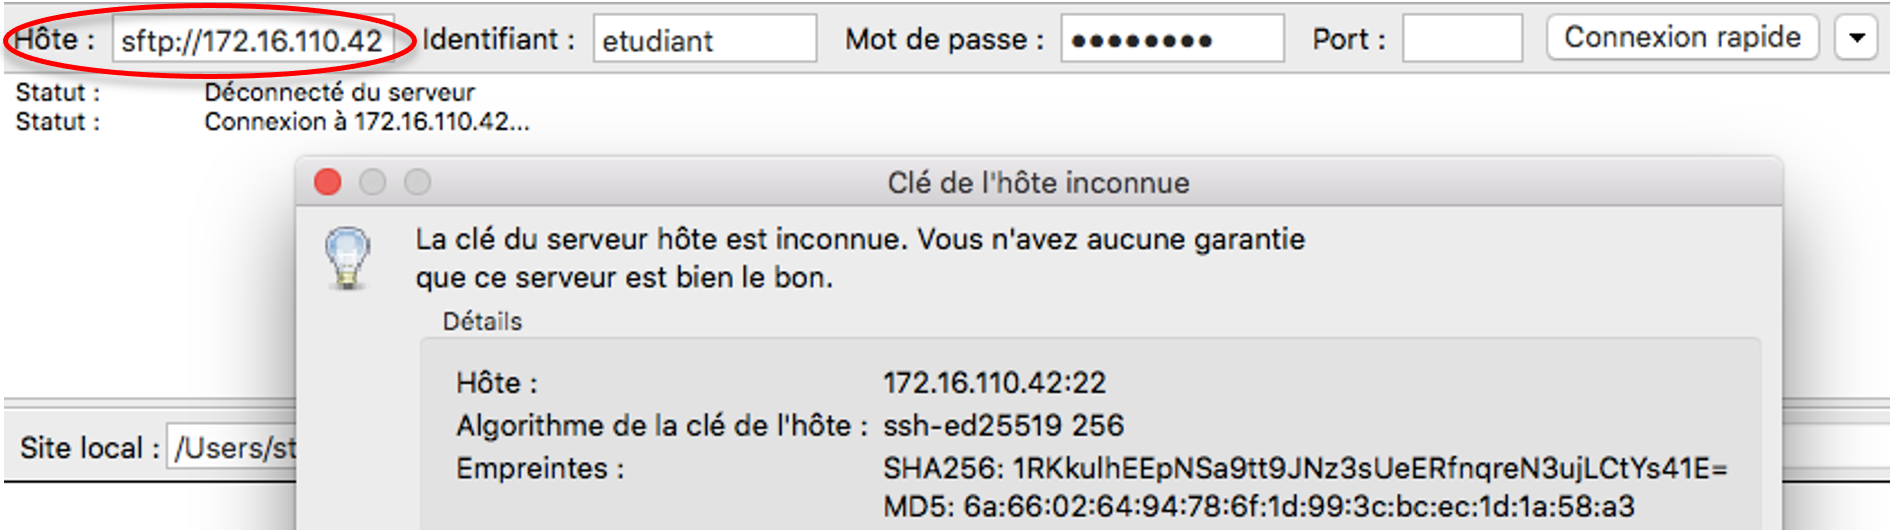 Hôte : sftp://172.16.110.42 Identifiant : etudiant Mot de passe : ●●●●●●●● Port : Connexion rapide
Statut : Déconnecté du serveur
Statut : Connexion à 172.16.110.42...
Clé de l'hôte inconnue
La clé du serveur hôte est inconnue. Vous n'avez aucune garantie
que ce serveur est bien le bon.
Détails
Hôte : 172.16.110.42:22
Algorithme de la clé de l'hôte : ssh-ed25519 256
Empreintes : SHA256: 1RKkulhEEpNSa9tt9JNz3sUeERfnqreN3ujLCtYs41E=
MD5: 6a:66:02:64:94:78:6f:1d:99:3c:bc:ec:1d:1a:58:a3
Site local : /Users/st